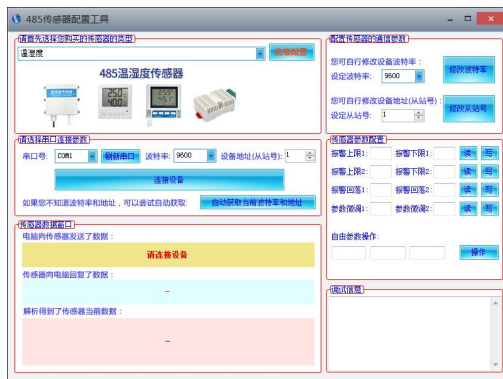 485传感器配置工具
请首先选择您购买的传感器的类型
温湿度
高级配置
485温湿度传感器
请选择串口连接参数
串口号: COM1 刷新串口 波特率: 9600 设备地址(从站号): 1
连接设备
如果您不知道波特率和地址，可以尝试自动获取: 自动获取当前波特率和地址
传感器数据窗口
电脑向传感器发送了数据：
请连接设备
传感器向电脑回复了数据：
–
解析得到了传感器当前数据：
–
配置传感器的通信参数
您可自行修改设备波特率:
设定波特率: 9600
修改波特率
您可自行修改设备地址(从站号):
设定从站号: 1
修改从站号
传感器参数配置
报警上限1: 报警下限1: 读 写
报警上限2: 报警下限2: 读 写
报警回落1: 报警回落2: 读 写
参数微调1: 参数微调2: 读 写
自由参数操作:
操作
调试信息